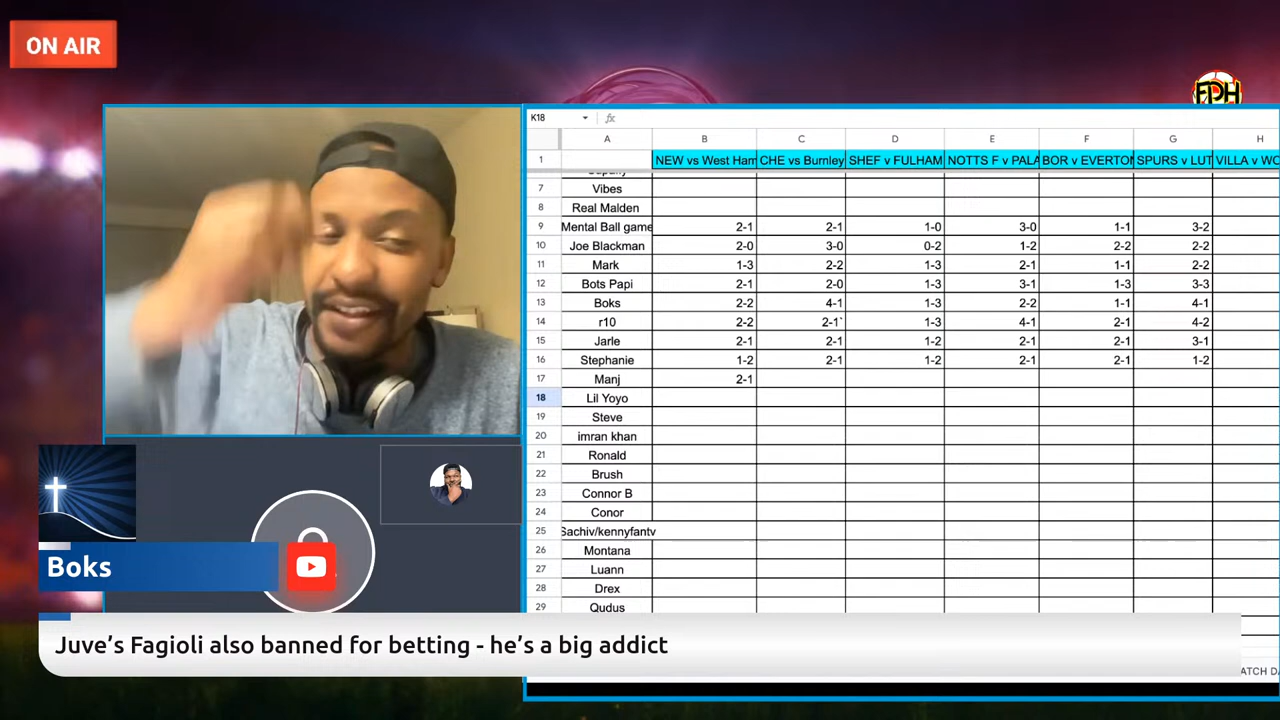 ON AIR
FDH
K18
fx
A B C D E F G H
1 NEW vs West Ham CHE vs Burnley SHEF v FULHAM NOTTS F v PALA BOR v EVERTON SPURS v LUT VILLA v WO
7 Vibes
8 Real Malden
9 Mental Ball game 2-1 2-1 1-0 3-0 1-1 3-2
10 Joe Blackman 2-0 3-0 0-2 1-2 2-2 2-2
11 Mark 1-3 2-2 1-3 2-1 1-1 2-2
12 Bots Papi 2-1 2-0 1-3 3-1 1-3 3-3
13 Boks 2-2 4-1 1-3 2-2 1-1 4-1
14 r10 2-2 2-1` 1-3 4-1 2-1 4-2
15 Jarle 2-1 2-1 1-2 2-1 2-1 3-1
16 Stephanie 1-2 2-1 1-2 2-1 2-1 1-2
17 Manj 2-1
18 Lil Yoyo
19 Steve
20 imran khan
21 Ronald
22 Brush
23 Connor B
24 Conor
25 Sachiv/kennyfantv
26 Montana
27 Luann
28 Drex
29 Qudus
Boks
Juve’s Fagioli also banned for betting - he’s a big addict
ATCH DA